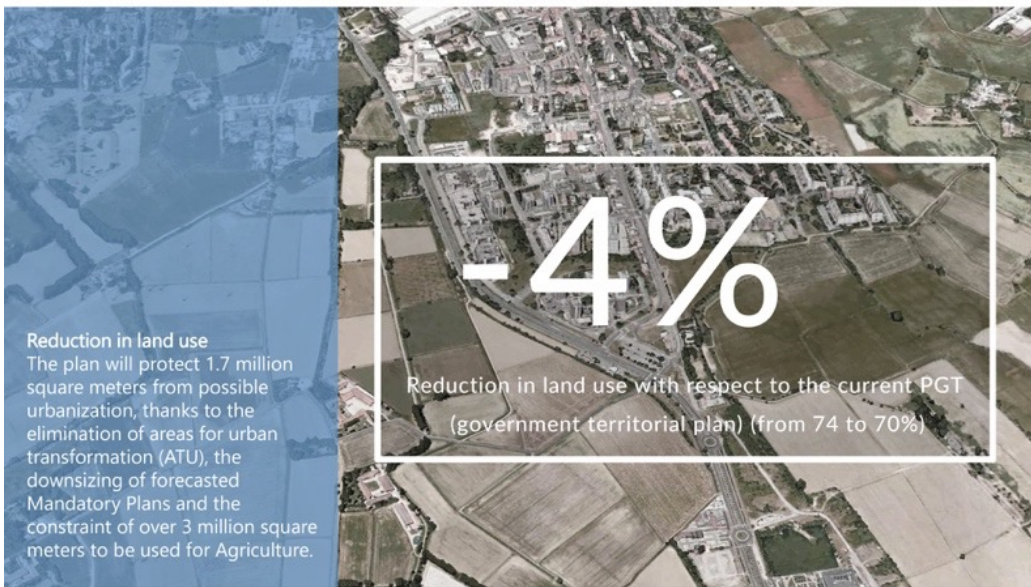 Reduction in land use
The plan will protect 1.7 million
square meters from possible
urbanization, thanks to the
elimination of areas for urban
transformation (ATU), the
downsizing of forecasted
Mandatory Plans and the
constraint of over 3 million square
meters to be used for Agriculture.
-4%
Reduction in land use with respect to the current PGT
(government territorial plan) (from 74 to 70%)